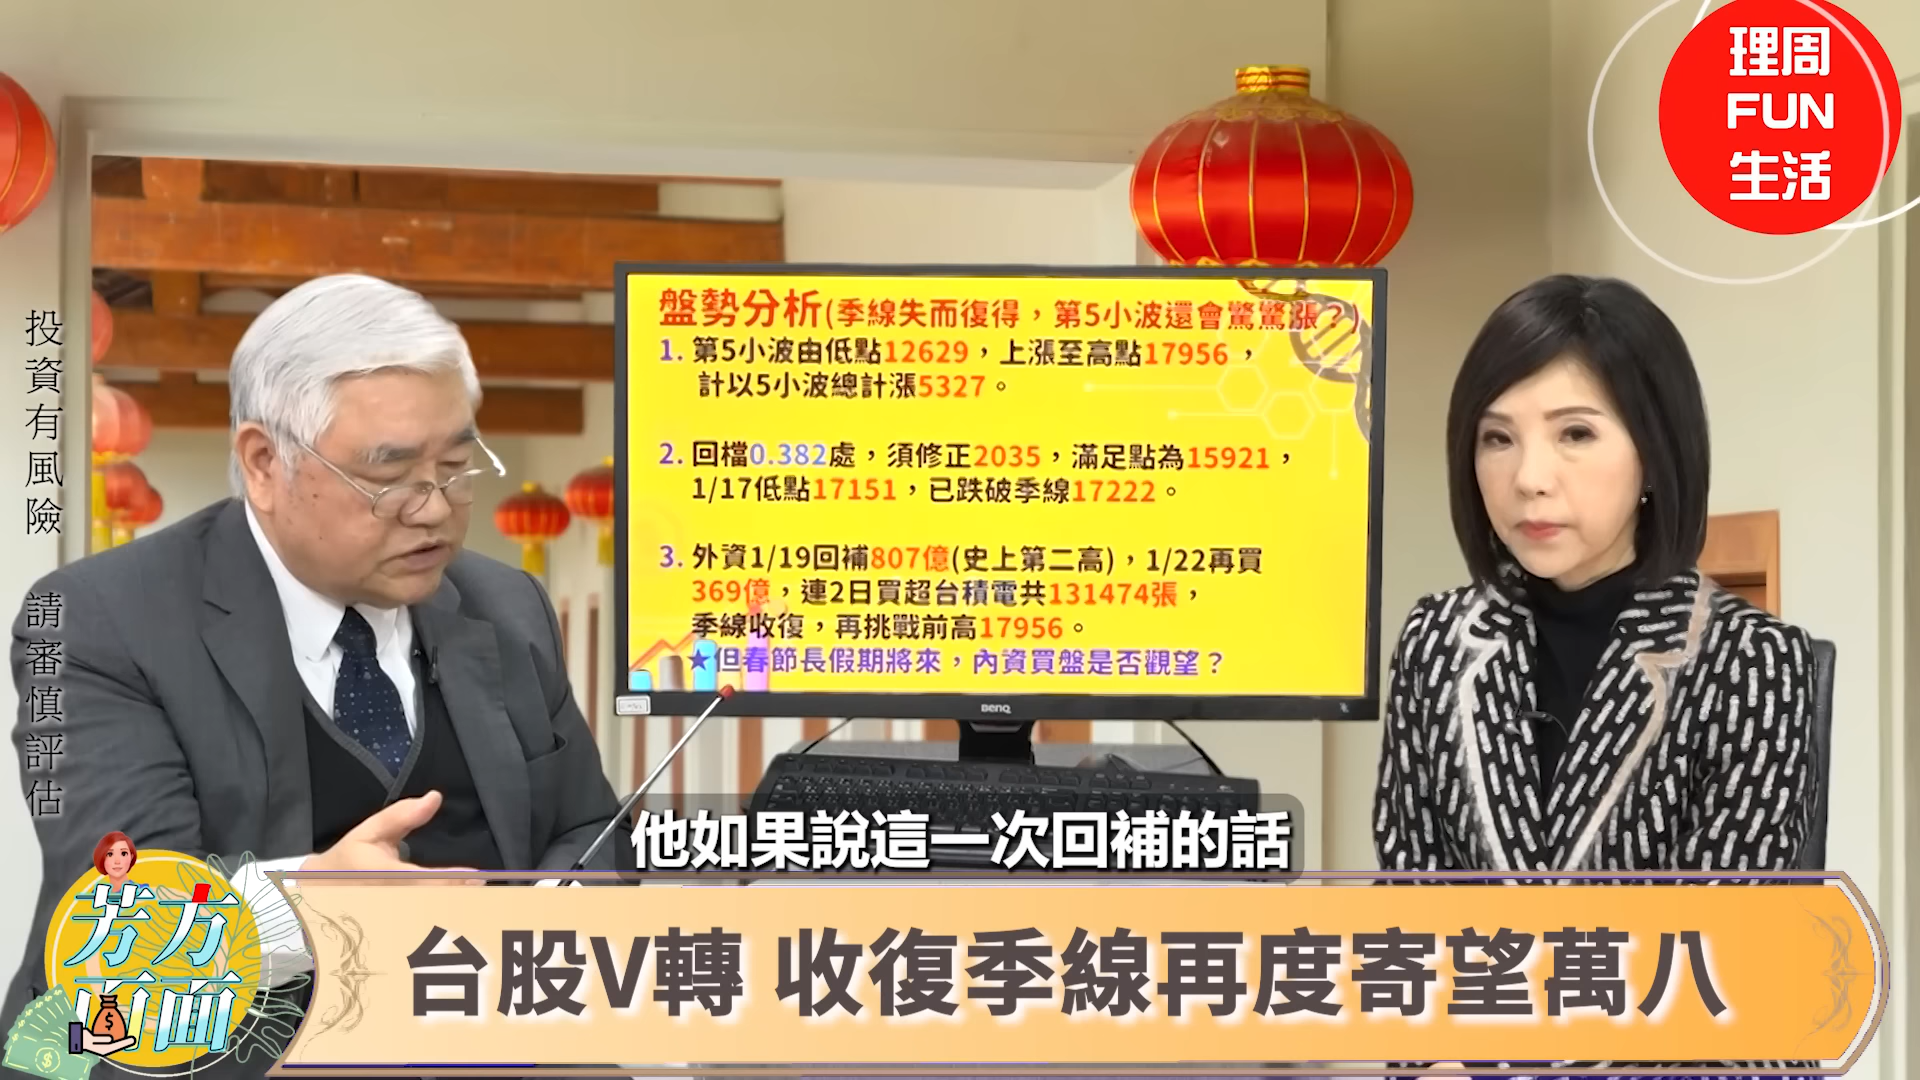 理周
FUN
生活
投資有風險 請審慎評估
盤勢分析(季線失而復得，第5小波還會驚驚漲？)
1. 第5小波由低點12629，上漲至高點17956，
計以5小波總計漲5327。
2. 回檔0.382處，須修正2035，滿足點為15921，
1/17低點17151，已跌破季線17222。
3. 外資1/19回補807億(史上第二高)，1/22再買
369億，連2日買超台積電共131474張，
季線收復，再挑戰前高17956。
★但春節長假期將來，內資買盤是否觀望？
BenQ
他如果說這一次回補的話
芳方
面面
台股V轉 收復季線再度寄望萬八